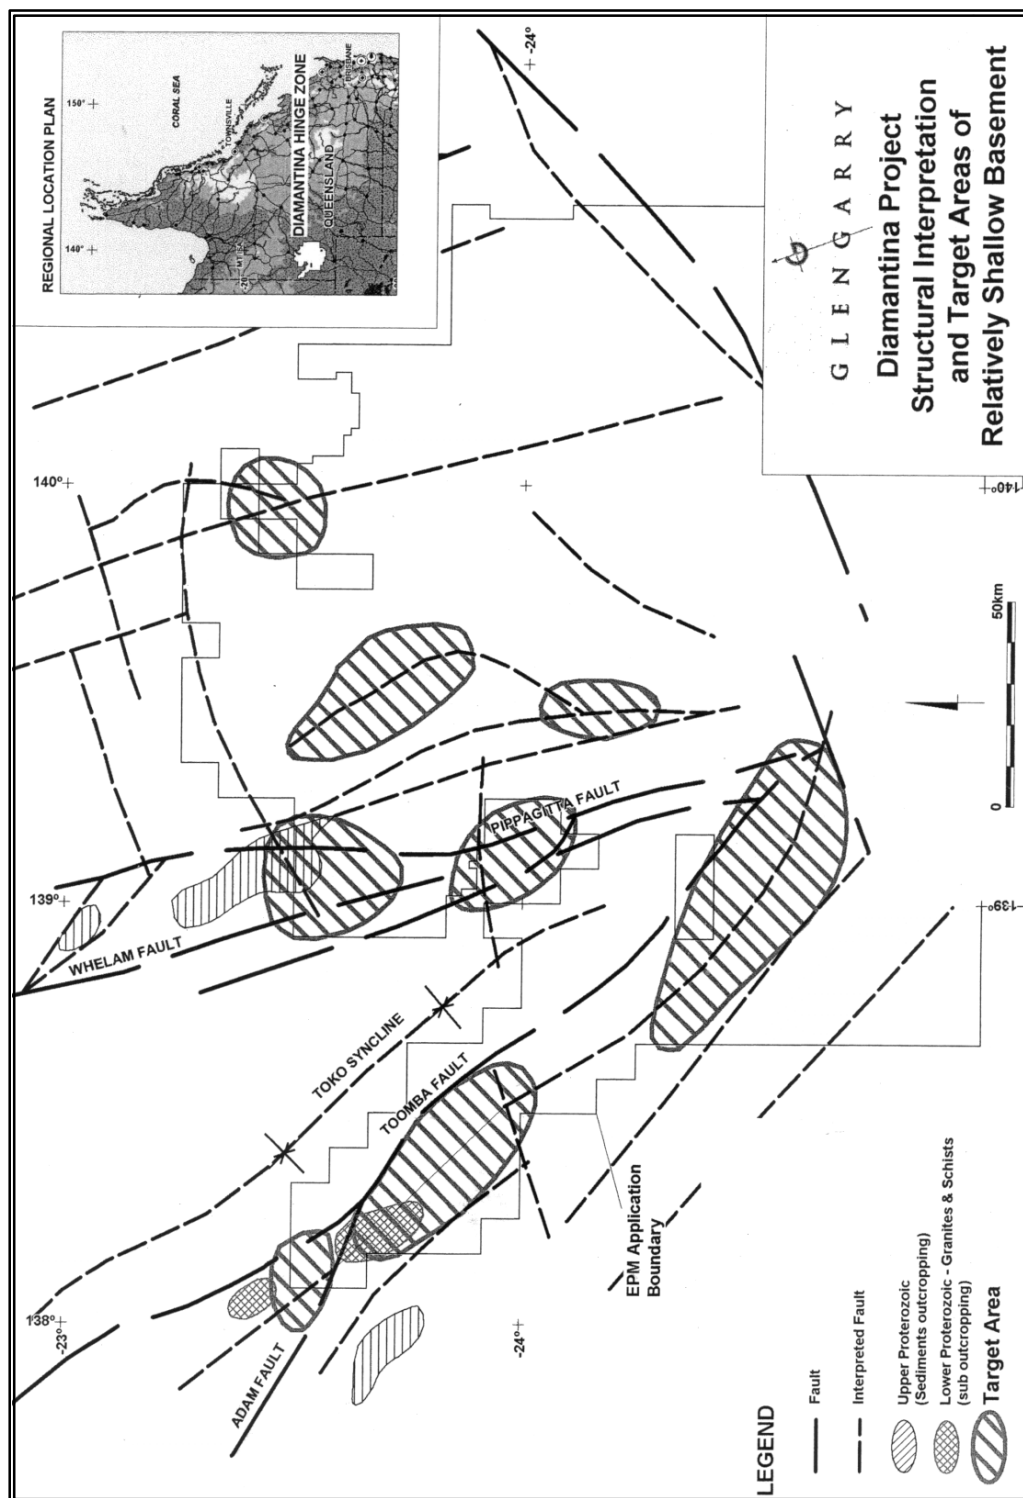 REGIONAL LOCATION PLAN
150°
140°
CORAL SEA
TOWNSVILLE
BRISBANE
DIAMANTINA HINGE ZONE
QUEENSLAND
-20°
MT ISA
-24°
140°
139°
138°
-23°
-24°
140°
139°
WHELAM FAULT
PIPPAGITTA FAULT
TOKO SYNCLINE
TOOMBA FAULT
ADAM FAULT
EPM Application
Boundary
GLENGARRY
Diamantina Project
Structural Interpretation
and Target Areas of
Relatively Shallow Basement
0
50km
LEGEND
Fault
Interpreted Fault
Upper Proterozoic
(Sediments outcropping)
Lower Proterozoic - Granites & Schists
(sub outcropping)
Target Area